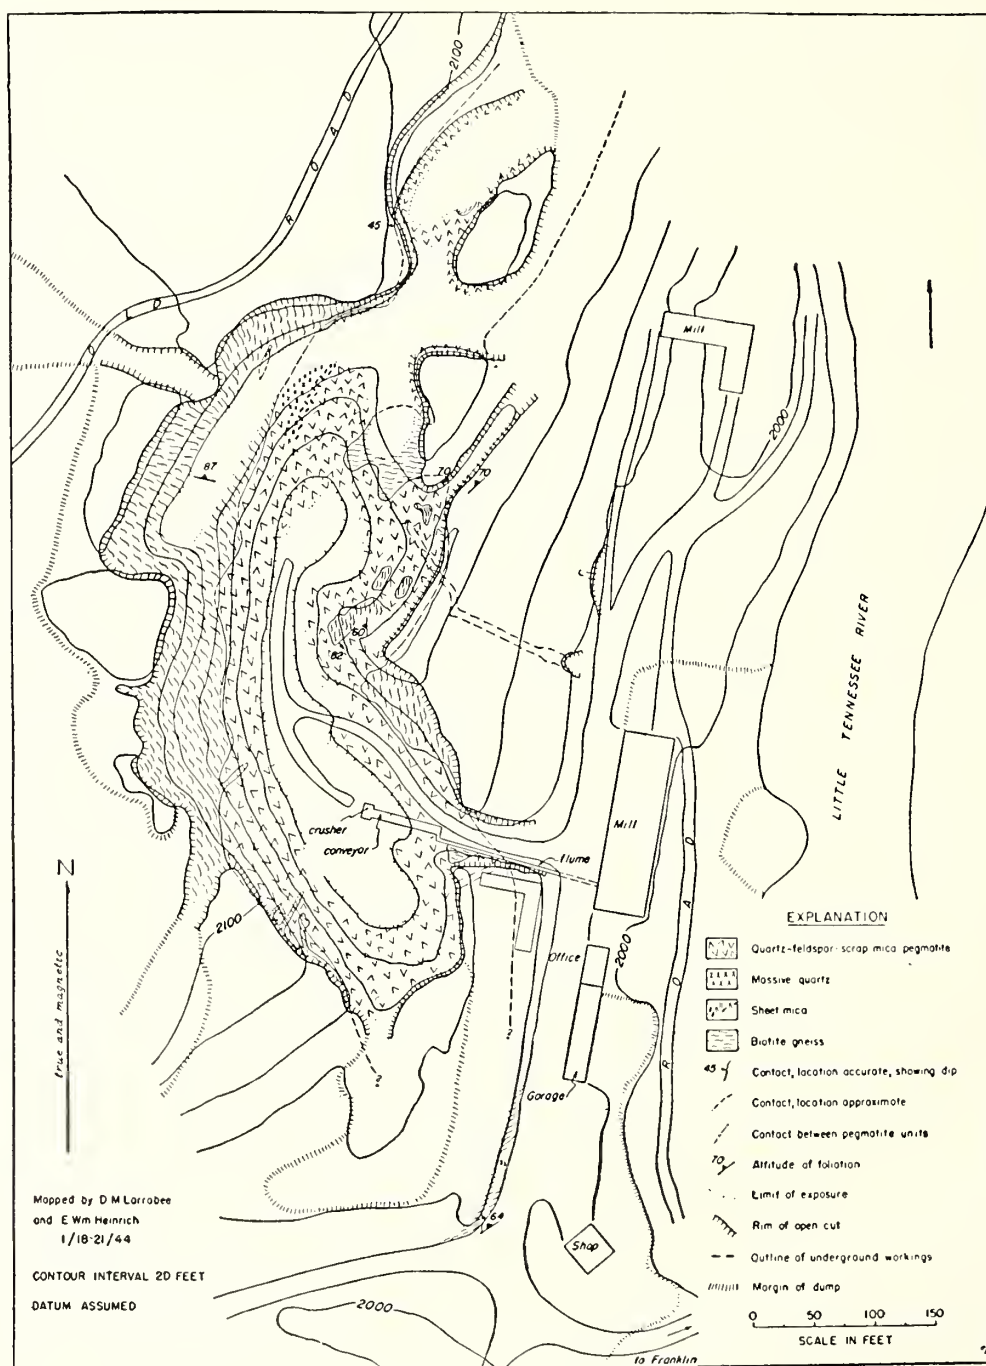 2100
OLD ROAD
45
Mill
2000
87
70
70
60
82
LITTLE TENNESSEE RIVER
Mill
crusher
conveyor
flume
ROAD
N
true and magnetic
2100
Office
2000
?
?
Garage
64
Shop
2000
to Franklin
Mapped by D M Larrabee
and E Wm Heinrich
1/18-21/44
CONTOUR INTERVAL 20 FEET
DATUM ASSUMED
EXPLANATION
Quartz-feldspar-scrap mica pegmatite
Massive quartz
Sheet mica
Biotite gneiss
45 Contact, location accurate, showing dip
Contact, location approximate
Contact between pegmatite units
70 Attitude of foliation
Limit of exposure
Rim of open cut
Outline of underground workings
Margin of dump
0 50 100 150
SCALE IN FEET